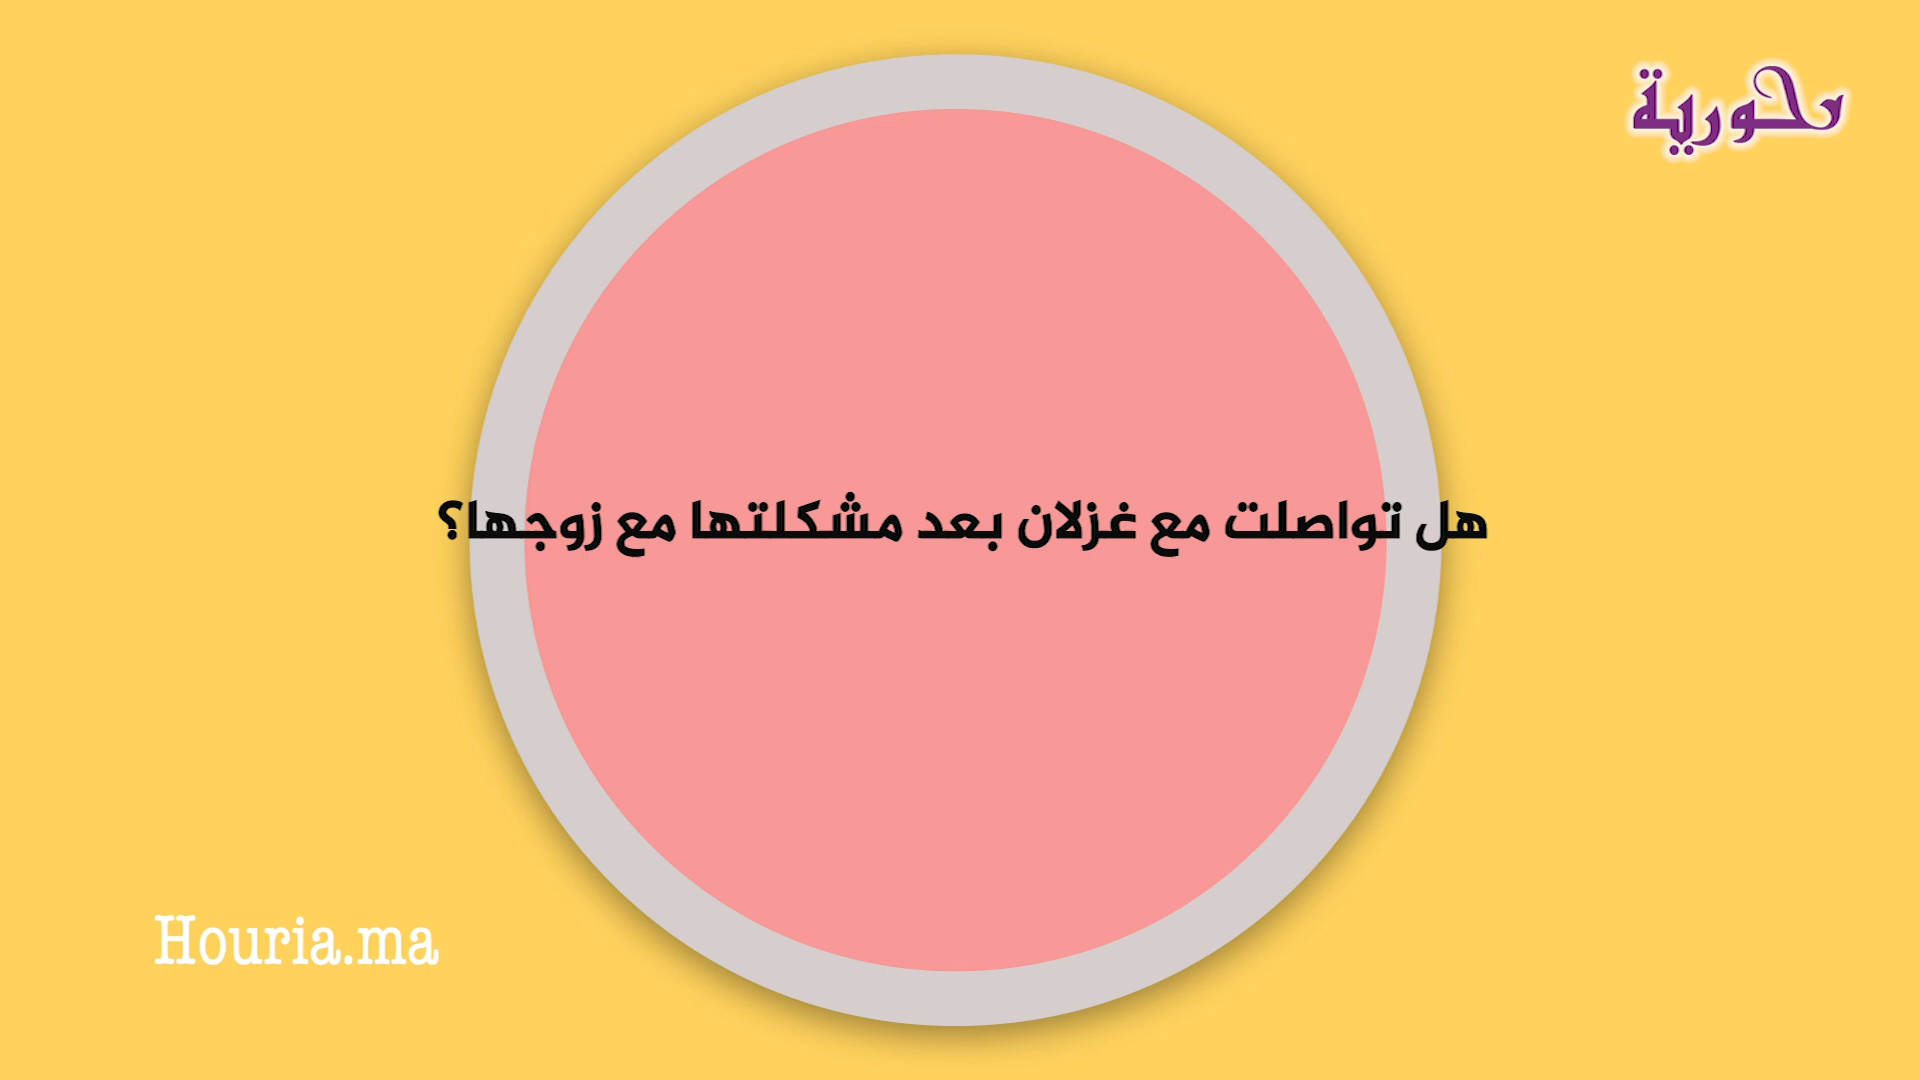 حورية
هل تواصلت مع غزلان بعد مشكلتها مع زوجها؟
Houria.ma